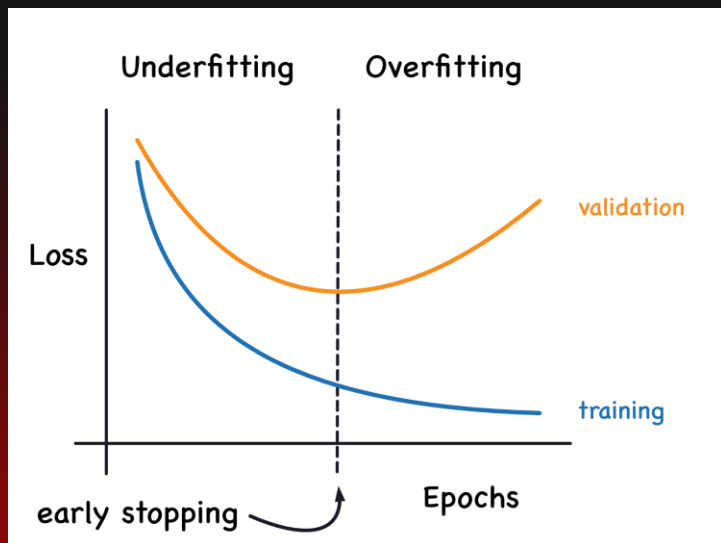 Underfitting
Overfitting
Loss
validation
training
Epochs
early stopping